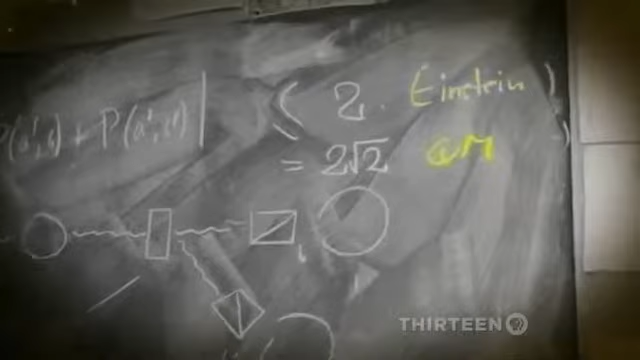 P(a',b) + P(a',b')| ≤ 2. Einstein
= 2√2 QM
THIRTEEN